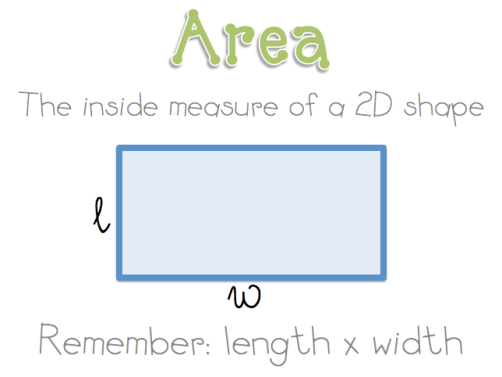 Area
The inside measure of a 2D shape
l
w
Remember: length x width